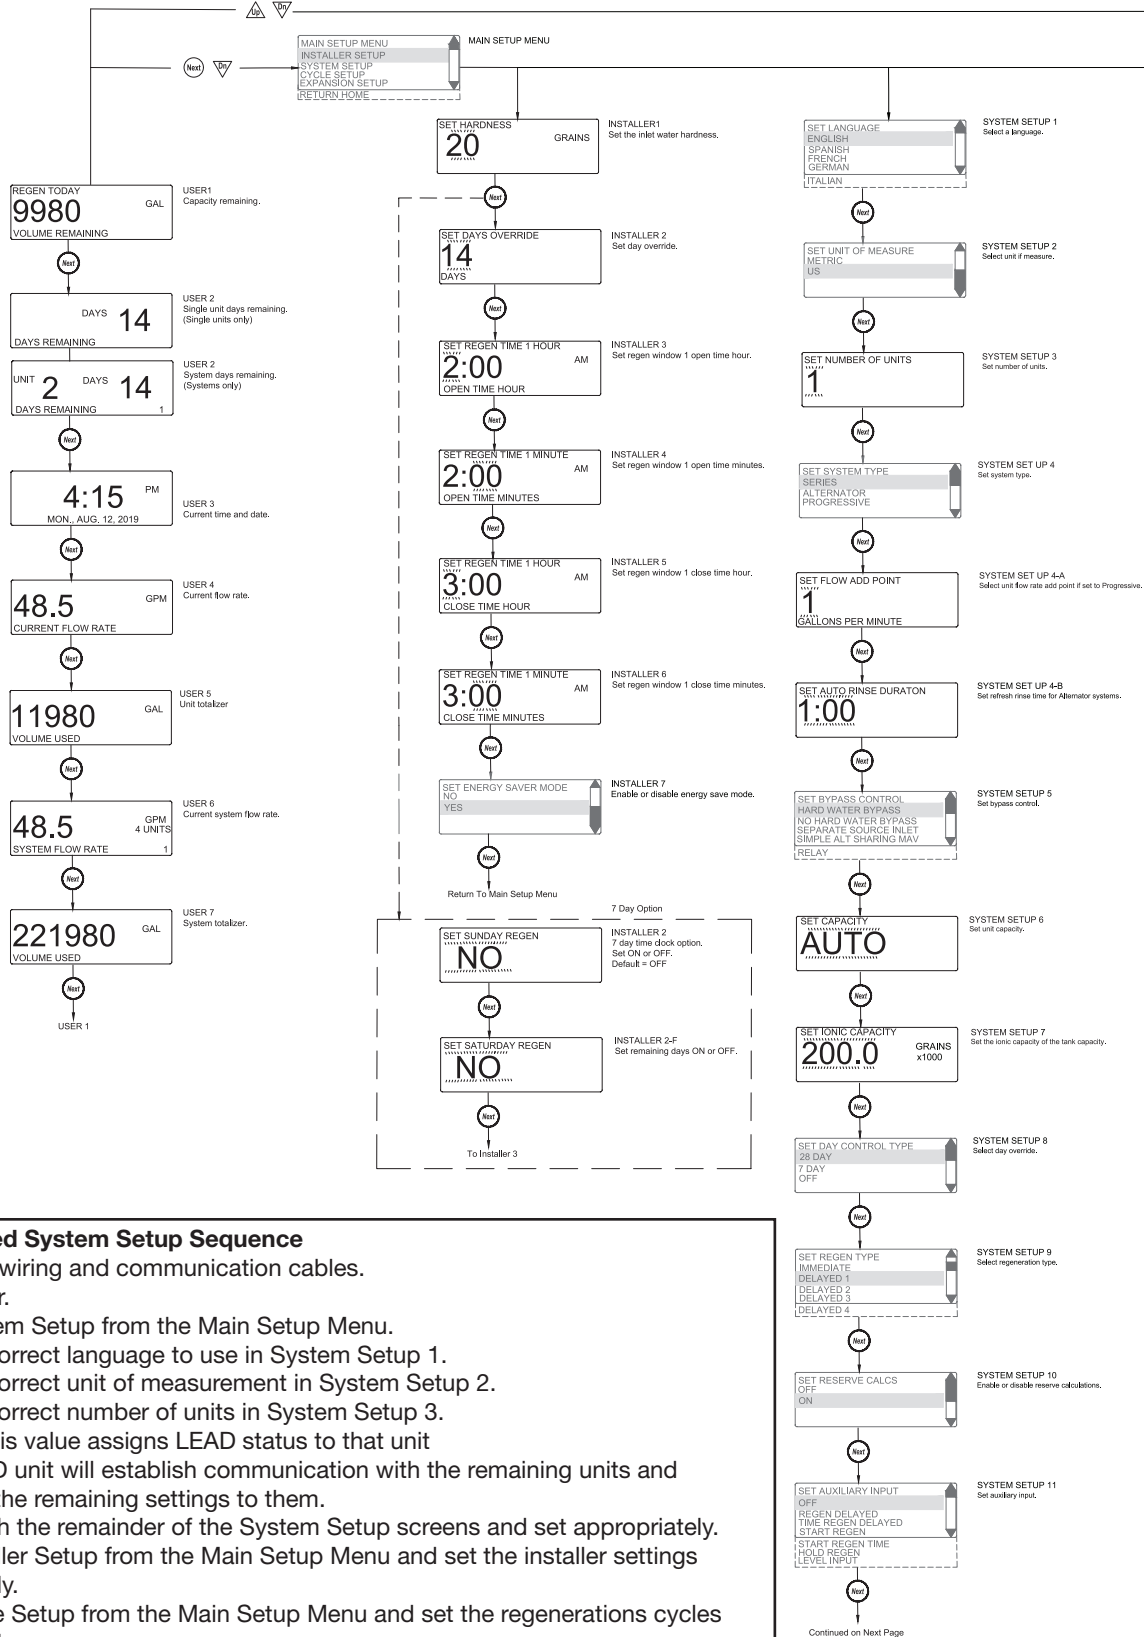 Up
Dn
Next
Dn
MAIN SETUP MENU
INSTALLER SETUP
SYSTEM SETUP
CYCLE SETUP
EXPANSION SETUP
RETURN HOME
MAIN SETUP MENU
REGEN TODAY
9980
GAL
VOLUME REMAINING
USER1
Capacity remaining.
Next
DAYS 14
DAYS REMAINING
USER 2
Single unit days remaining.
(Single units only)
UNIT 2 DAYS 14
DAYS REMAINING 1
USER 2
System days remaining.
(Systems only)
Next
4:15 PM
MON., AUG. 12, 2019
USER 3
Current time and date.
Next
48.5 GPM
CURRENT FLOW RATE
USER 4
Current flow rate.
Next
11980 GAL
VOLUME USED
USER 5
Unit totalizer
Next
48.5 GPM
4 UNITS
SYSTEM FLOW RATE 1
USER 6
Current system flow rate.
Next
221980 GAL
VOLUME USED
USER 7
System totalizer.
Next
USER 1
SET HARDNESS
20 GRAINS
INSTALLER1
Set the inlet water hardness.
Next
SET DAYS OVERRIDE
14
DAYS
INSTALLER 2
Set day override.
Next
SET REGEN TIME 1 HOUR
2:00 AM
OPEN TIME HOUR
INSTALLER 3
Set regen window 1 open time hour.
Next
SET REGEN TIME 1 MINUTE
2:00 AM
OPEN TIME MINUTES
INSTALLER 4
Set regen window 1 open time minutes.
Next
SET REGEN TIME 1 HOUR
3:00 AM
CLOSE TIME HOUR
INSTALLER 5
Set regen window 1 close time hour.
Next
SET REGEN TIME 1 MINUTE
3:00 AM
CLOSE TIME MINUTES
INSTALLER 6
Set regen window 1 close time minutes.
Next
SET ENERGY SAVER MODE
NO
YES
INSTALLER 7
Enable or disable energy save mode.
Next
Return To Main Setup Menu
7 Day Option
SET SUNDAY REGEN
NO
INSTALLER 2
7 day time clock option.
Set ON or OFF.
Default = OFF
Next
SET SATURDAY REGEN
NO
INSTALLER 2-F
Set remaining days ON or OFF.
Next
To Installer 3
SET LANGUAGE
ENGLISH
SPANISH
FRENCH
GERMAN
ITALIAN
SYSTEM SETUP 1
Select a language.
Next
SET UNIT OF MEASURE
METRIC
US
SYSTEM SETUP 2
Select unit if measure.
Next
SET NUMBER OF UNITS
1
SYSTEM SETUP 3
Set number of units.
Next
SET SYSTEM TYPE
SERIES
ALTERNATOR
PROGRESSIVE
SYSTEM SET UP 4
Set system type.
Next
SET FLOW ADD POINT
1
GALLONS PER MINUTE
SYSTEM SET UP 4-A
Select unit flow rate add point if set to Progressive.
Next
SET AUTO RINSE DURATON
1:00
SYSTEM SET UP 4-B
Set refresh rinse time for Alternator systems.
Next
SET BYPASS CONTROL
HARD WATER BYPASS
NO HARD WATER BYPASS
SEPARATE SOURCE INLET
SIMPLE ALT SHARING MAV
RELAY
SYSTEM SETUP 5
Set bypass control.
Next
SET CAPACITY
AUTO
SYSTEM SETUP 6
Set unit capacity.
Next
SET IONIC CAPACITY
200.0 GRAINS
x1000
SYSTEM SETUP 7
Set the ionic capacity of the tank capacity.
Next
SET DAY CONTROL TYPE
28 DAY
7 DAY
OFF
SYSTEM SETUP 8
Select day override.
Next
SET REGEN TYPE
IMMEDIATE
DELAYED 1
DELAYED 2
DELAYED 3
DELAYED 4
SYSTEM SETUP 9
Select regeneration type.
Next
SET RESERVE CALCS
OFF
ON
SYSTEM SETUP 10
Enable or disable reserve calculations.
Next
SET AUXILIARY INPUT
OFF
REGEN DELAYED
TIME REGEN DELAYED
START REGEN
START REGEN TIME
HOLD REGEN
LEVEL INPUT
SYSTEM SETUP 11
Set auxiliary input.
Next
Continued on Next Page
ed System Setup Sequence
wiring and communication cables.
r.
em Setup from the Main Setup Menu.
orrect language to use in System Setup 1.
orrect unit of measurement in System Setup 2.
orrect number of units in System Setup 3.
is value assigns LEAD status to that unit
D unit will establish communication with the remaining units and
the remaining settings to them.
h the remainder of the System Setup screens and set appropriately.
ller Setup from the Main Setup Menu and set the installer settings
ly.
e Setup from the Main Setup Menu and set the regenerations cycles